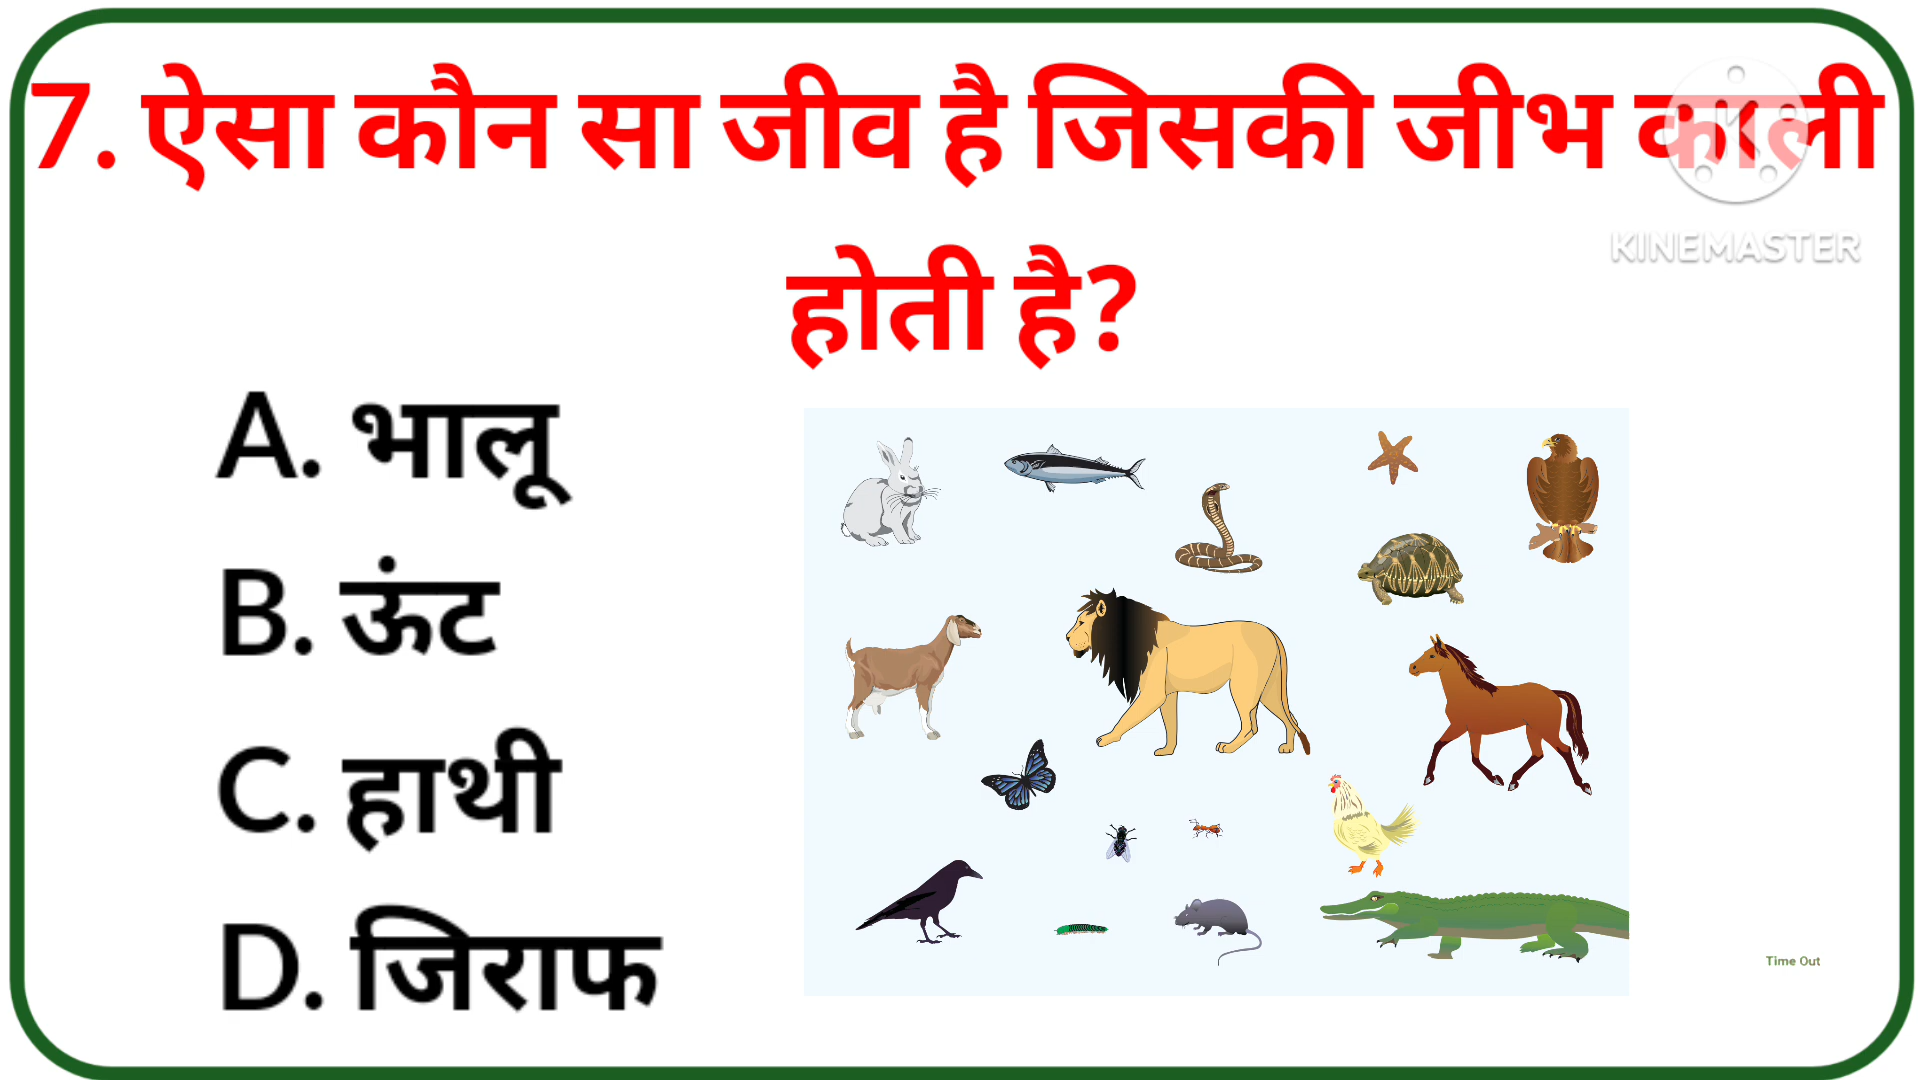 7. ऐसा कौन सा जीव है जिसकी जीभ काली
होती है?
KINEMASTER
A. भालू
B. ऊंट
C. हाथी
D. जिराफ
Time Out